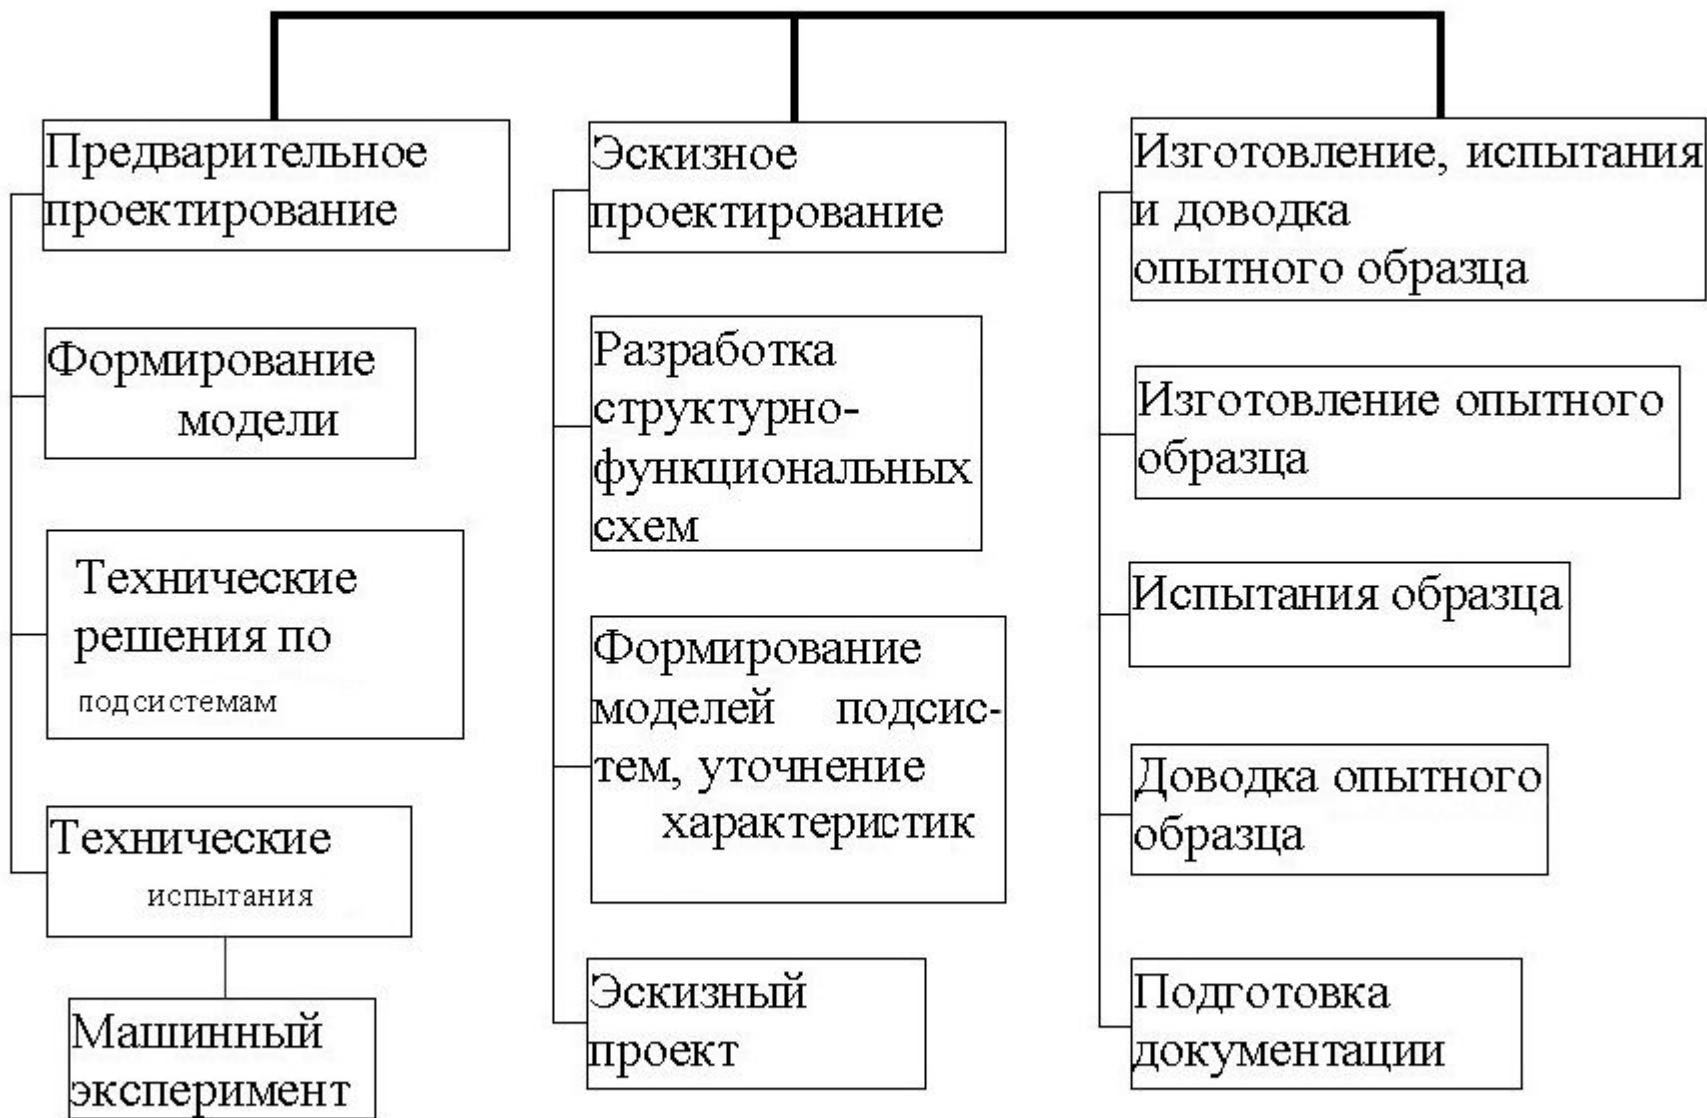 Предварительное
проектирование
Формирование
модели
Технические
решения по
подсистемам
Технические
испытания
Машинный
эксперимент
Эскизное
проектирование
Разработка
структурно-
функциональных
схем
Формирование
моделей подсис-
тем, уточнение
характеристик
Эскизный
проект
Изготовление, испытания
и доводка
опытного образца
Изготовление опытного
образца
Испытания образца
Доводка опытного
образца
Подготовка
документации